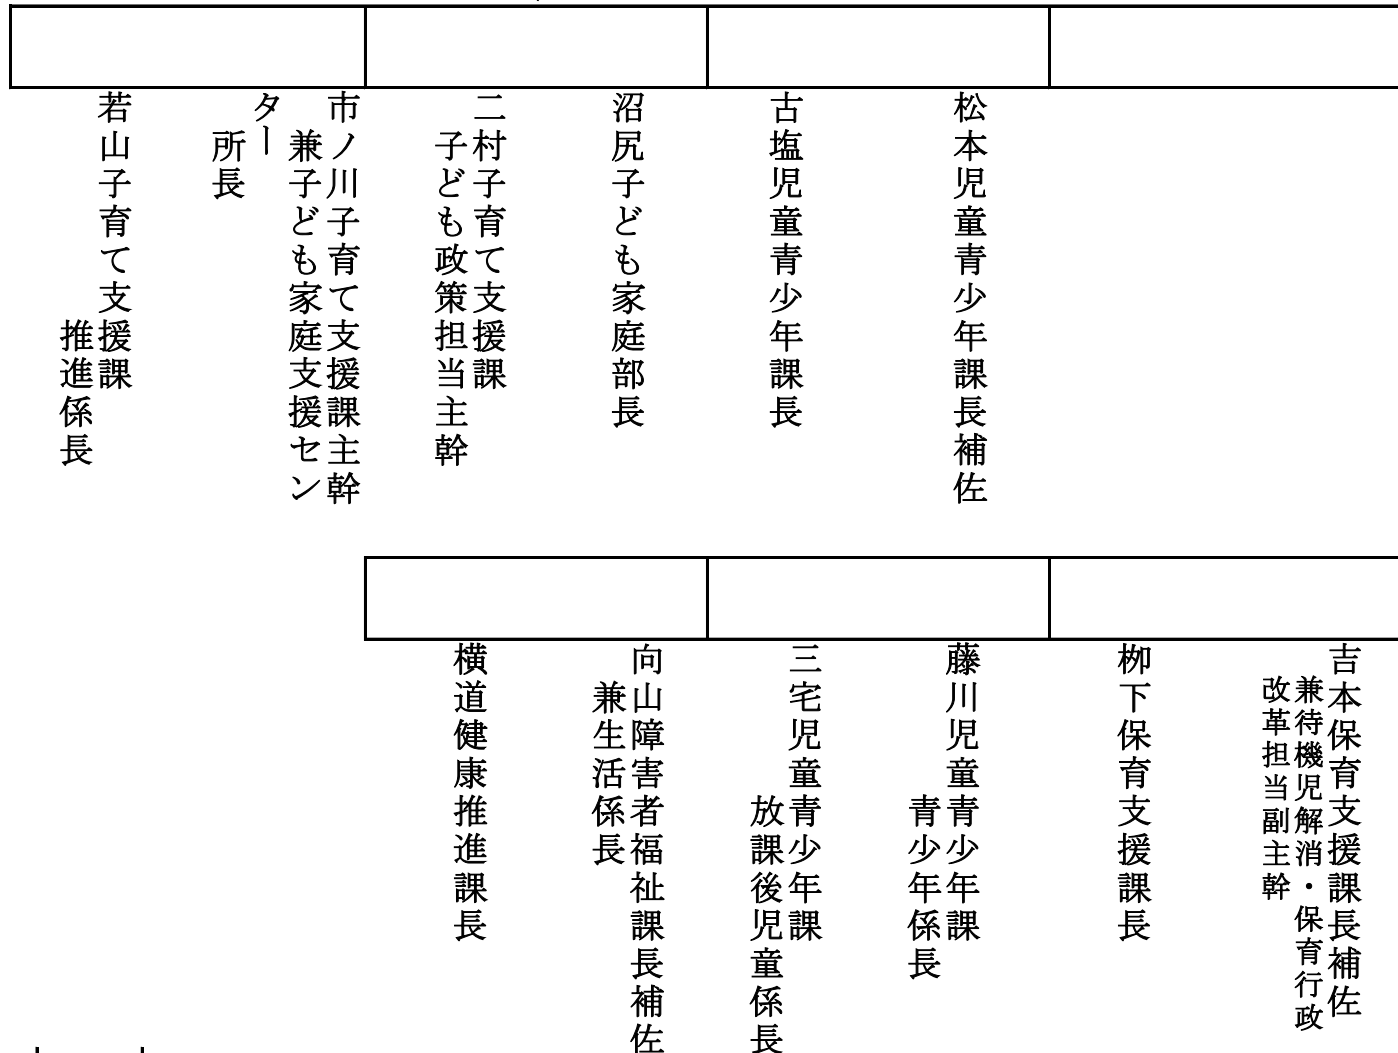 松本児童青少年課長補佐
古塩児童青少年課長
沼尻子ども家庭部長
二村子育て支援課
子ども政策担当主幹
市ノ川子育て支援課主幹
兼子ども家庭支援セン
ター
所長
若山子育て支援課
推進係長
吉本保育支援課長補佐
兼待機児解消・保育行政
改革担当副主幹
栁下保育支援課長
藤川児童青少年課
青少年係長
三宅児童青少年課
放課後児童係長
向山障害者福祉課長補佐
兼生活係長
横道健康推進課長